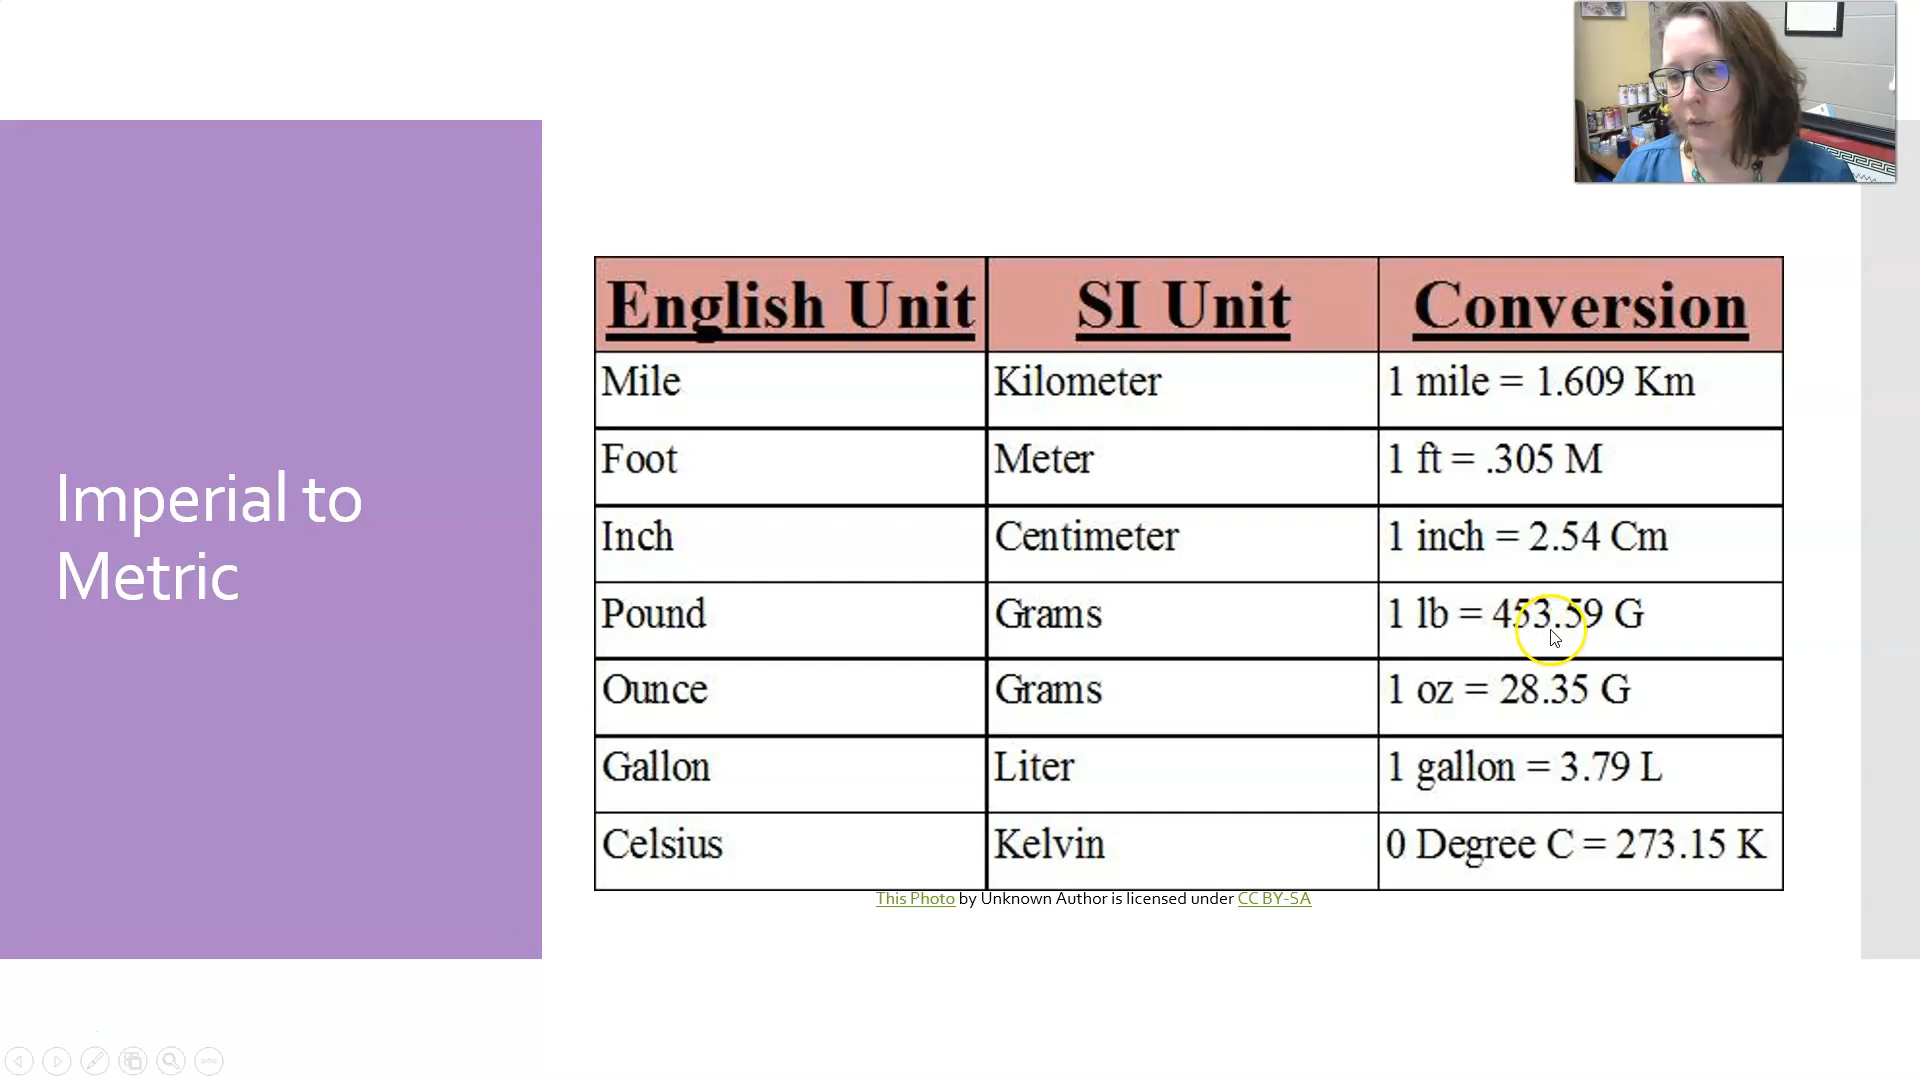 Imperial to
Metric
English Unit SI Unit Conversion
Mile Kilometer 1 mile = 1.609 Km
Foot Meter 1 ft = .305 M
Inch Centimeter 1 inch = 2.54 Cm
Pound Grams 1 lb = 453.59 G
Ounce Grams 1 oz = 28.35 G
Gallon Liter 1 gallon = 3.79 L
Celsius Kelvin 0 Degree C = 273.15 K
This Photo by Unknown Author is licensed under CC BY-SA